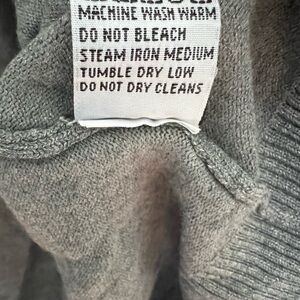 MACHINE WASH WARM
DO NOT BLEACH
STEAM IRON MEDIUM
TUMBLE DRY LOW
DO NOT DRY CLEANS